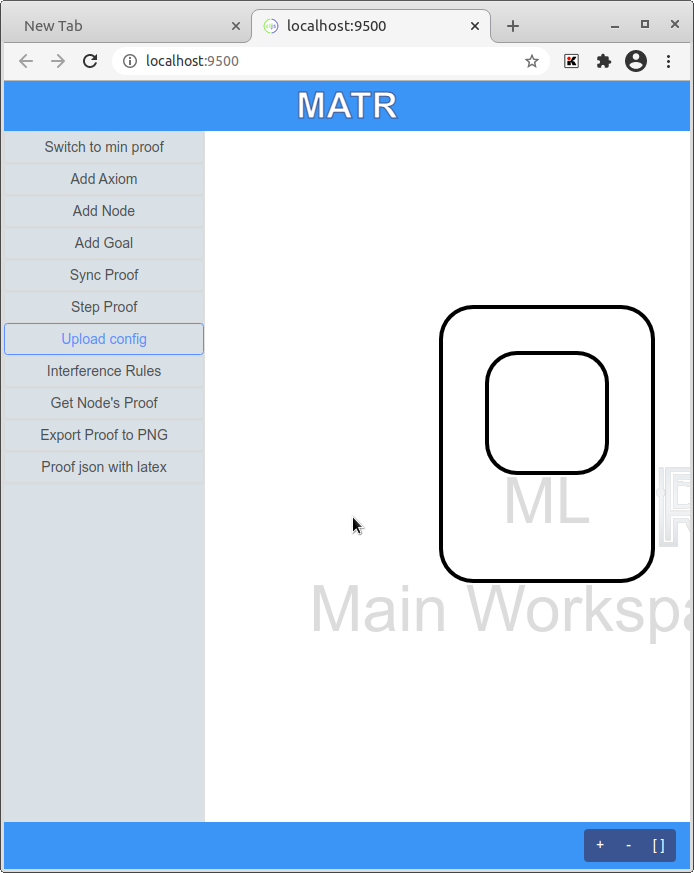 New Tab
localhost:9500
localhost:9500
MATR
Switch to min proof
Add Axiom
Add Node
Add Goal
Sync Proof
Step Proof
Upload config
Interference Rules
Get Node's Proof
Export Proof to PNG
Proof json with latex
ML
Main Worksp
+ - [ ]